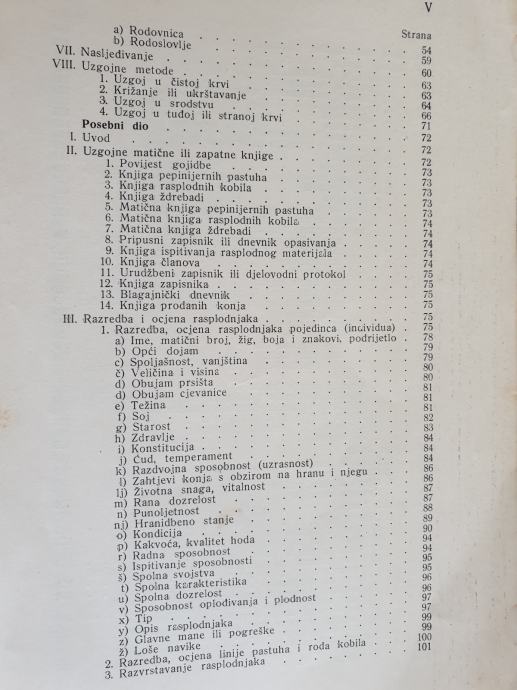 V
Strana
a) Rodovnica . . . . . . . 54
b) Rodoslovlje . . . . . . . 59
VII. Nasljeđivanje . . . . . . . 60
VIII. Uzgojne metode . . . . . . . 63
1. Uzgoj u čistoj krvi . . . . . . . 63
2. Križanje ili ukrštavanje . . . . . . . 64
3. Uzgoj u srodstvu . . . . . . . 66
4. Uzgoj u tuđoj ili stranoj krvi . . . . . . . 71
Posebni dio . . . . . . . 72
I. Uvod . . . . . . . 72
II. Uzgojne matične ili zapatne knjige . . . . . . . 72
1. Povijest gojidbe . . . . . . . 73
2. Knjiga pepinijernih pastuha . . . . . . . 73
3. Knjiga rasplodnih kobila . . . . . . . 73
4. Knjiga ždrebadi . . . . . . . 73
5. Matična knjiga pepinijernih pastuha . . . . . . . 73
6. Matična knjiga rasplodnih kobila . . . . . . . 74
7. Matična knjiga ždrebadi . . . . . . . 74
8. Pripusni zapisnik ili dnevnik opasivanja . . . . . . . 74
9. Knjiga ispitivanja rasplodnog materijala . . . . . . . 74
10. Knjiga članova . . . . . . . 74
11. Urudžbeni zapisnik ili djelovodni protokol . . . . . . . 75
12. Knjiga zapisnika . . . . . . . 75
13. Blagajnički dnevnik . . . . . . . 75
14. Knjiga prodanih konja . . . . . . . 75
III. Razredba i ocjena rasplodnjaka . . . . . . . 75
1. Razredba, ocjena rasplodnjaka pojedinca (individua) . 75
a) Ime, matični broj, žig, boja i znakovi, podrijetlo . 78
b) Opći dojam . . . . . . . 79
c) Spoljašnost, vanjština . . . . . . . 79
č) Veličina i visina . . . . . . . 80
d) Obujam prsišta . . . . . . . 80
d) Obujam cjevanice . . . . . . . 81
e) Težina . . . . . . . 81
f) Soj . . . . . . . 81
g) Starost . . . . . . . 82
h) Zdravlje . . . . . . . 83
i) Konstitucija . . . . . . . 84
j) Ćud, temperament . . . . . . . 84
k) Razdvojna sposobnost (uzrasnost) . . . . . . . 84
l) Zahtjevi konja s obzirom na hranu i njegu . . . 86
lj) Životna snaga, vitalnost . . . . . . . 86
m) Rana dozrelost . . . . . . . 87
n) Punoljetnost . . . . . . . 87
nj) Hranidbeno stanje . . . . . . . 88
o) Kondicija . . . . . . . 89
p) Kakvoća, kvalitet hoda . . . . . . . 90
r) Radna sposobnost . . . . . . . 94
s) Ispitivanje sposobnosti . . . . . . . 94
š) Spolna svojstva . . . . . . . 95
t) Spolna karakteristika . . . . . . . 95
u) Spolna dozrelost . . . . . . . 96
v) Sposobnost oplođivanja i plodnost . . . . . . . 96
x) Tip . . . . . . . 97
y) Opis rasplodnjaka . . . . . . . 97
z) Glavne mane ili pogreške . . . . . . . 99
ž) Loše navike . . . . . . . 99
2. Razredba, ocjena linije pastuha i roda kobila . . . 100
3. Razvrstavanje rasplodnjaka . . . . . . . 101